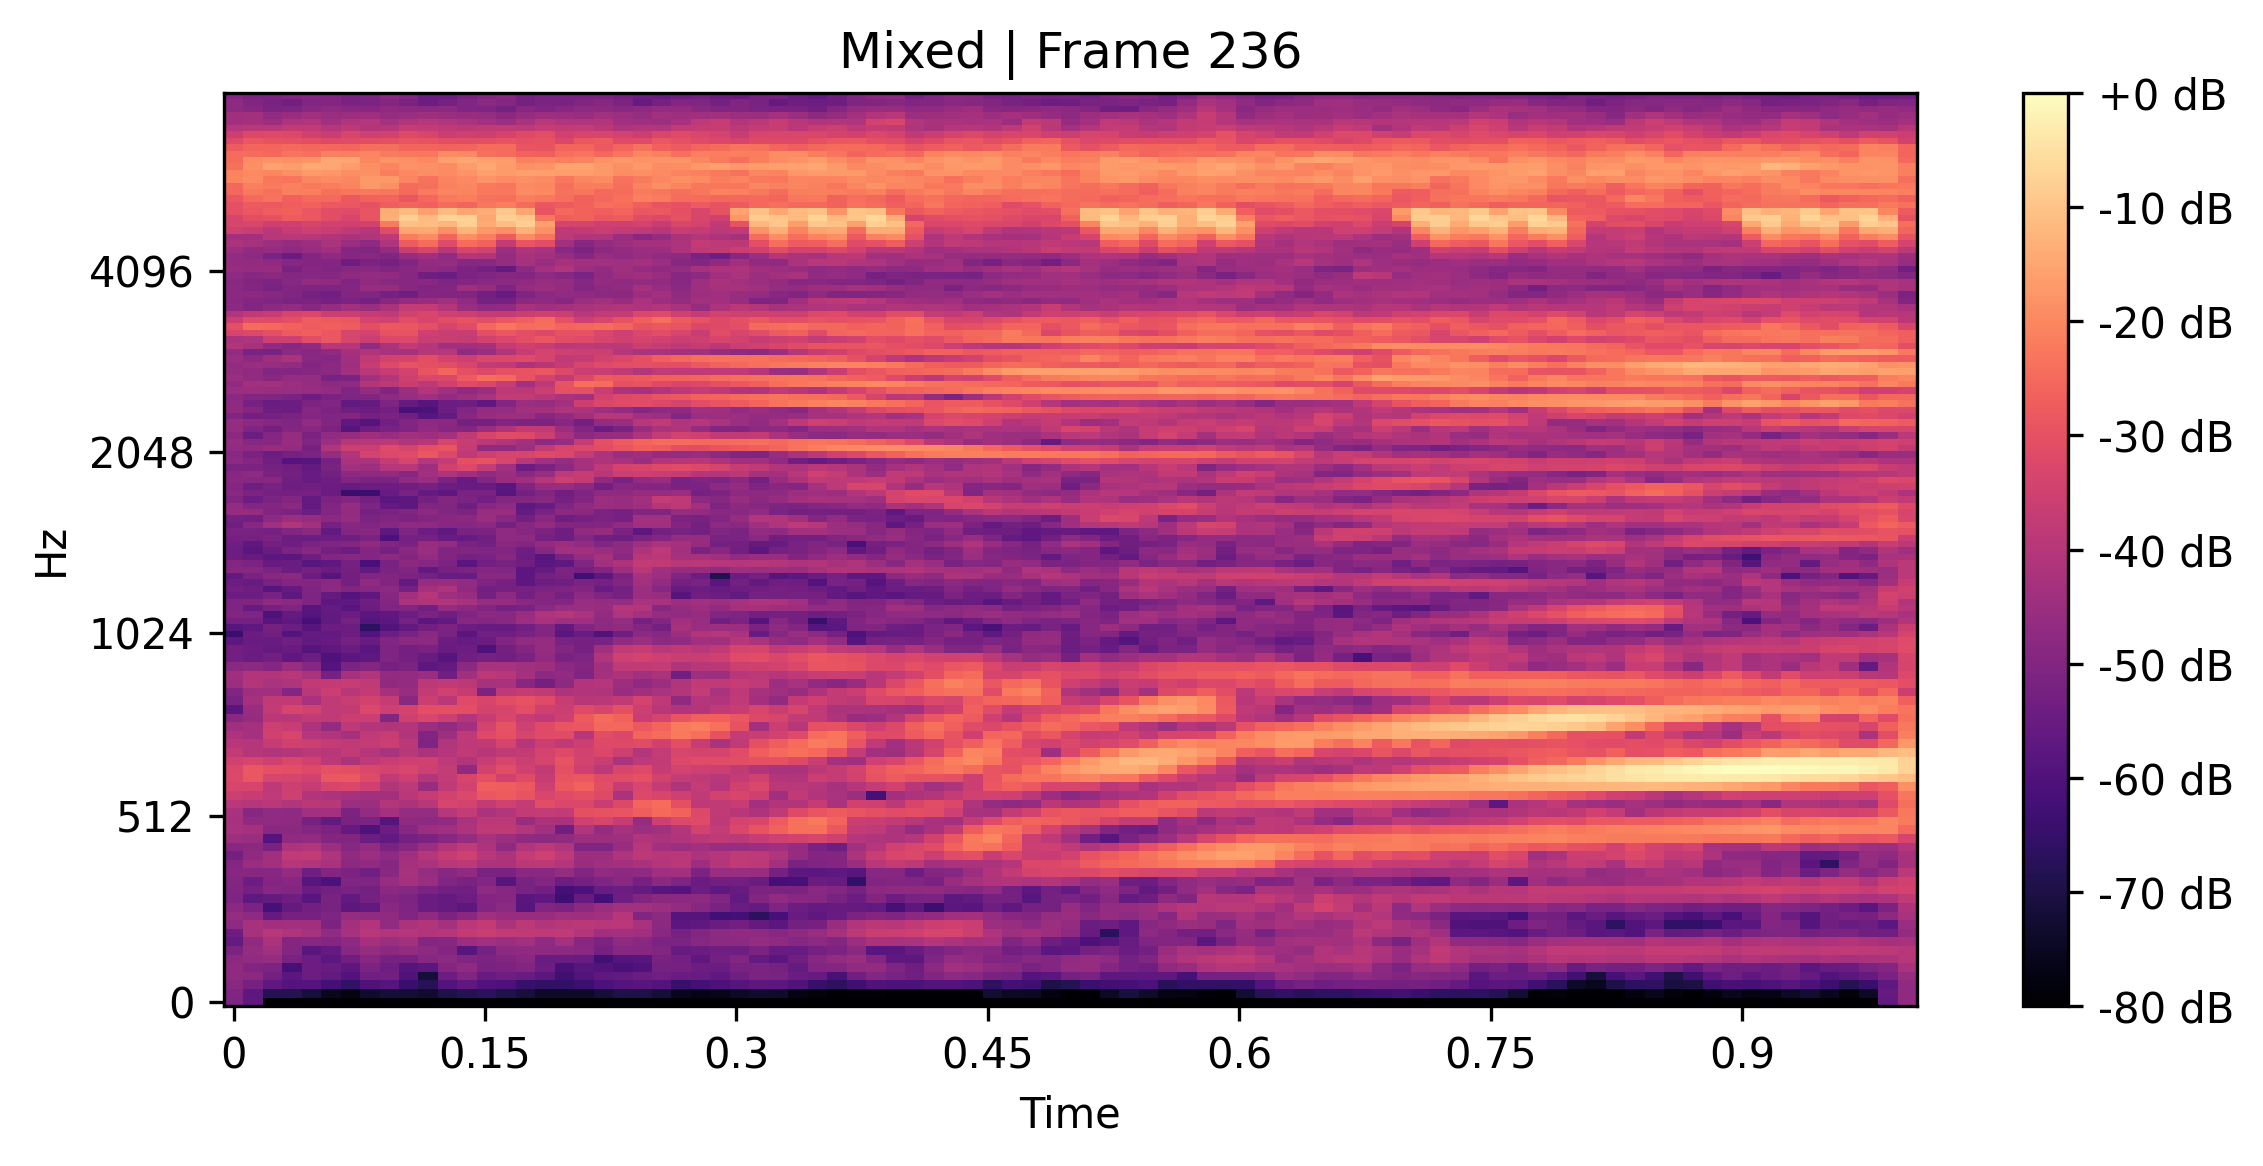 Mixed | Frame 236
+0 dB
-10 dB
4096
-20 dB
-30 dB
2048
-40 dB
Hz
1024
-50 dB
512
-60 dB
-70 dB
0
-80 dB
0 0.15 0.3 0.45 0.6 0.75 0.9
Time